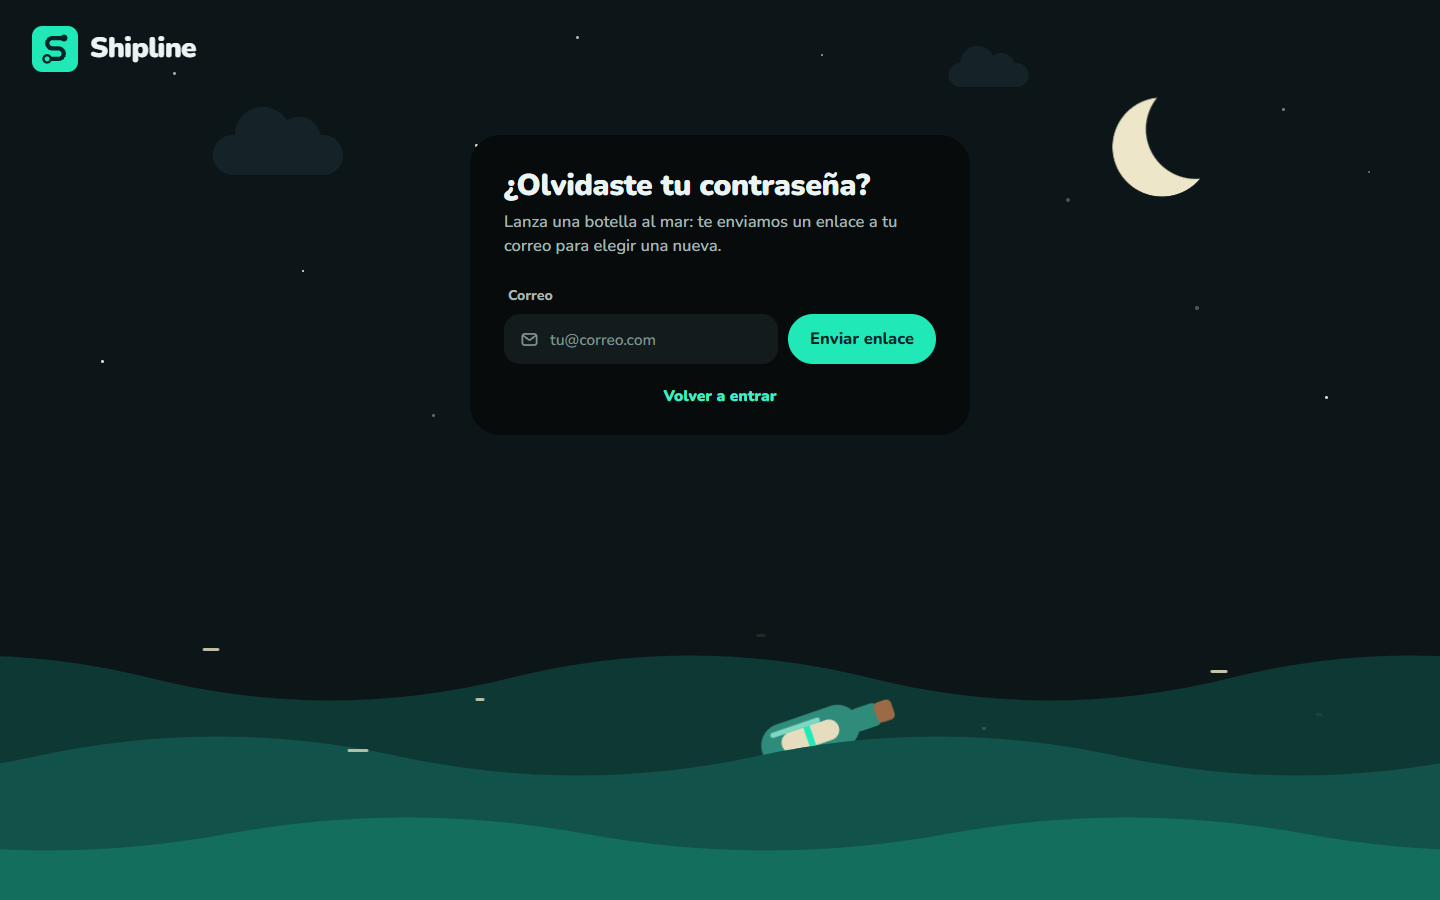 Shipline
¿Olvidaste tu contraseña?
Lanza una botella al mar: te enviamos un enlace a tu
correo para elegir una nueva.
Correo
tu@correo.com
Enviar enlace
Volver a entrar